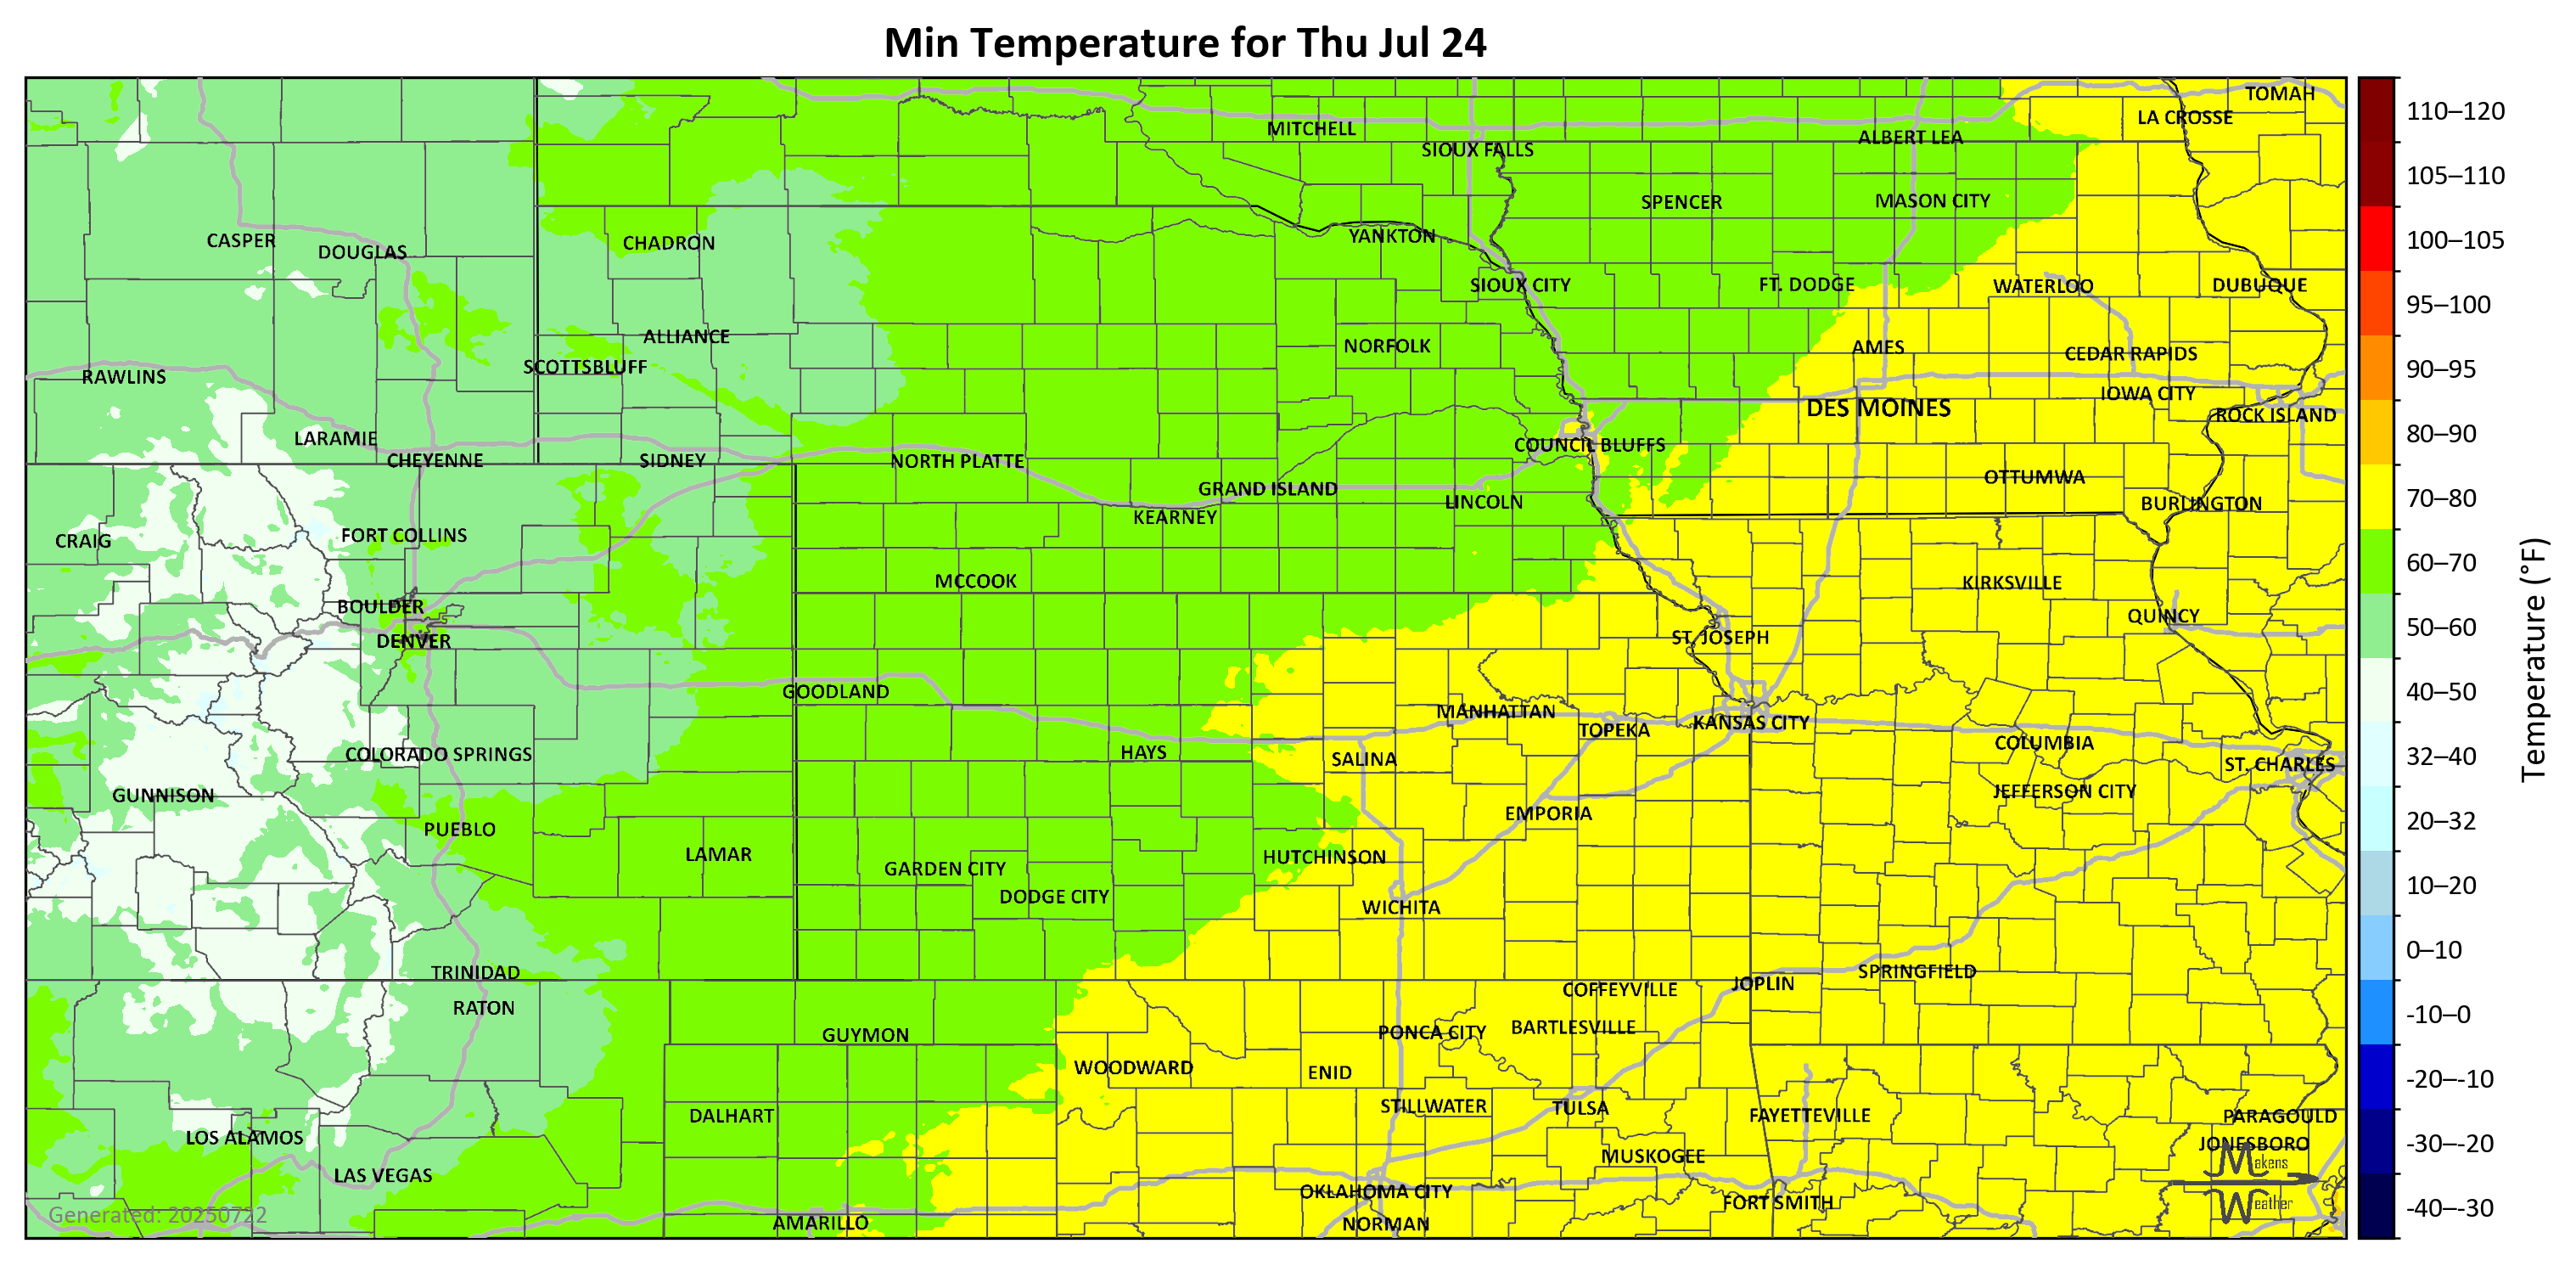 Min Temperature for Thu Jul 24
TOMAH
LA CROSSE
MITCHELL
ALBERT LEA
SIOUX FALLS
SPENCER
MASON CITY
CASPER
DOUGLAS
CHADRON
YANKTON
SIOUX CITY
FT. DODGE
WATERLOO
DUBUQUE
ALLIANCE
NORFOLK
AMES
CEDAR RAPIDS
SCOTTSBLUFF
RAWLINS
IOWA CITY
DES MOINES
ROCK ISLAND
LARAMIE
COUNCIL BLUFFS
CHEYENNE
SIDNEY
NORTH PLATTE
OTTUMWA
GRAND ISLAND
LINCOLN
BURLINGTON
KEARNEY
CRAIG
FORT COLLINS
MCCOOK
KIRKSVILLE
BOULDER
QUINCY
DENVER
ST. JOSEPH
GOODLAND
MANHATTAN
TOPEKA
KANSAS CITY
COLORADO SPRINGS
HAYS
SALINA
COLUMBIA
ST. CHARLES
GUNNISON
JEFFERSON CITY
EMPORIA
PUEBLO
LAMAR
HUTCHINSON
GARDEN CITY
DODGE CITY
WICHITA
TRINIDAD
SPRINGFIELD
JOPLIN
COFFEYVILLE
RATON
GUYMON
PONCA CITY
BARTLESVILLE
WOODWARD
ENID
STILLWATER
TULSA
DALHART
FAYETTEVILLE
PARAGOULD
LOS ALAMOS
JONESBORO
MUSKOGEE
LAS VEGAS
OKLAHOMA CITY
FORT SMITH
AMARILLO
NORMAN
Generated: 20250722
Makens
Weather
110–120
105–110
100–105
95–100
90–95
80–90
70–80
60–70
50–60
40–50
32–40
20–32
10–20
0–10
-10–0
-20–-10
-30–-20
-40–-30
Temperature (°F)